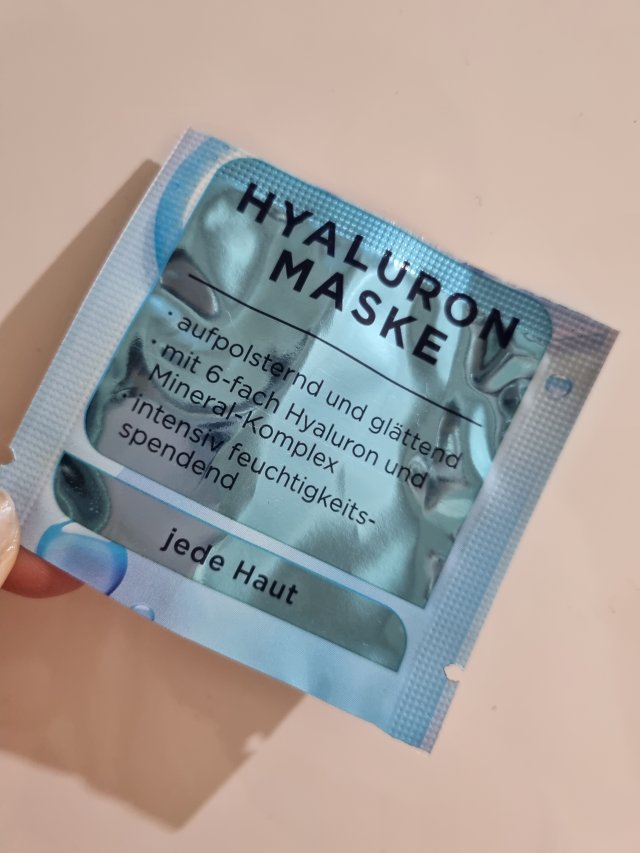 HYALURON
MASKE
· aufpolsternd und glättend
· mit 6-fach Hyaluron und
Mineral-Komplex
· intensiv feuchtigkeits-
spendend
jede Haut